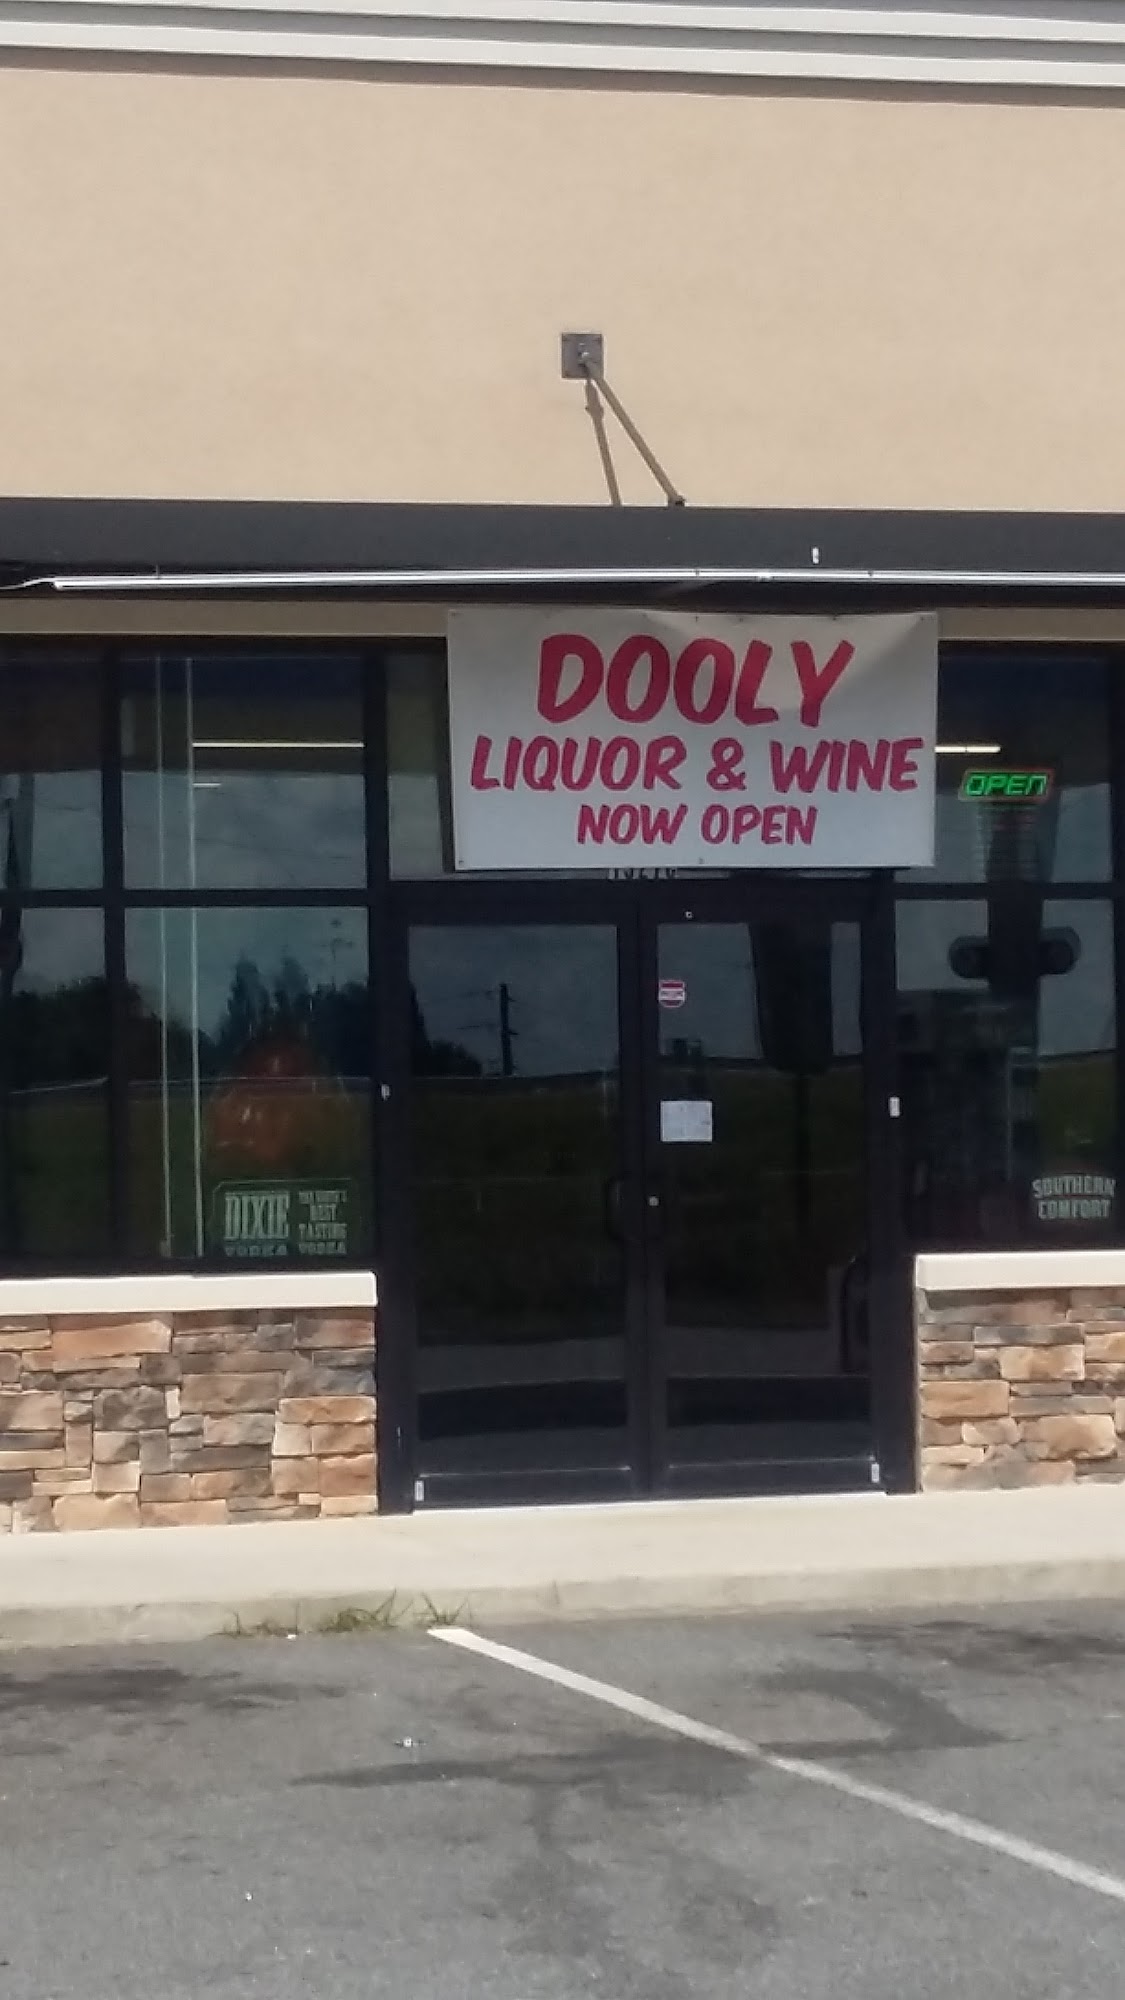 DOOLY
LIQUOR & WINE
NOW OPEN
OPEN
DIXIE
VODKA
BEST
TASTING
VODKA
SOUTHERN
COMFORT